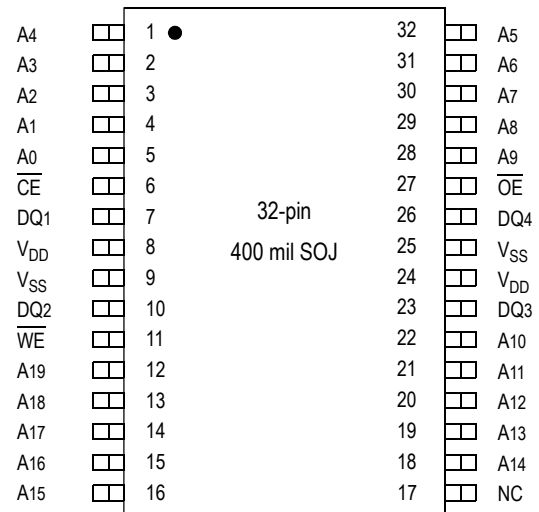 A4 1 32 A5
A3 2 31 A6
A2 3 30 A7
A1 4 29 A8
A0 5 28 A9
C̅E̅ 6 27 O̅E̅
DQ1 7 32-pin 26 DQ4
VDD 8 400 mil SOJ 25 VSS
VSS 9 24 VDD
DQ2 10 23 DQ3
W̅E̅ 11 22 A10
A19 12 21 A11
A18 13 20 A12
A17 14 19 A13
A16 15 18 A14
A15 16 17 NC